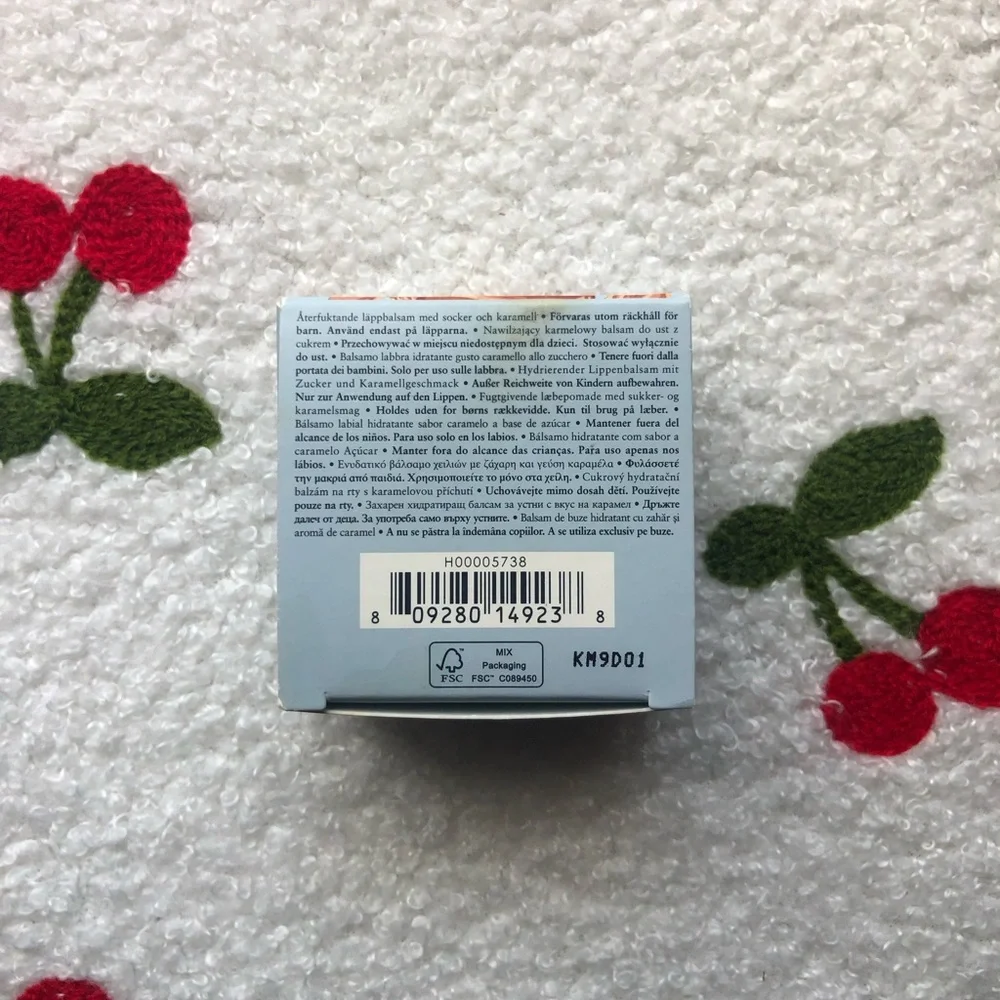 Återfuktande läppbalsam med socker och karamell • Förvaras utom räckhåll för
barn. Använd endast på läpparna. • Nawilżający karmelowy balsam do ust z
cukrem • Przechowywać w miejscu niedostępnym dla dzieci. Stosować wyłącznie
do ust. • Balsamo labbra idratante gusto caramello allo zucchero • Tenere fuori dalla
portata dei bambini. Solo per uso sulle labbra. • Hydrierender Lippenbalsam mit
Zucker und Karamellgeschmack • Außer Reichweite von Kindern aufbewahren.
Nur zur Anwendung auf den Lippen. • Fugtgivende læbepomade med sukker- og
karamelsmag • Holdes uden for børns rækkevidde. Kun til brug på læber. •
Bálsamo labial hidratante sabor caramelo a base de azúcar • Mantener fuera del
alcance de los niños. Para uso solo en los labios. • Bálsamo hidratante com sabor a
caramelo Açúcar • Manter fora do alcance das crianças. Para uso apenas nos
lábios. • Ενυδατικό βάλσαμο χειλιών με ζάχαρη και γεύση καραμέλα • Φυλάσσετέ
την μακριά από παιδιά. Χρησιμοποιείτε το μόνο στα χείλη. • Cukrový hydratační
balzám na rty s karamelovou příchutí • Uchovávejte mimo dosah dětí. Používejte
pouze na rty. • Захарен хидратиращ балсам за устни с вкус на карамел • Дръжте
далеч от деца. За употреба само върху устните. • Balsam de buze hidratant cu zahăr și
aromă de caramel • A nu se păstra la îndemâna copiilor. A se utiliza exclusiv pe buze.
H00005738
8 09280 14923 8
MIX
Packaging
FSC FSC™ C089450
KM9D01